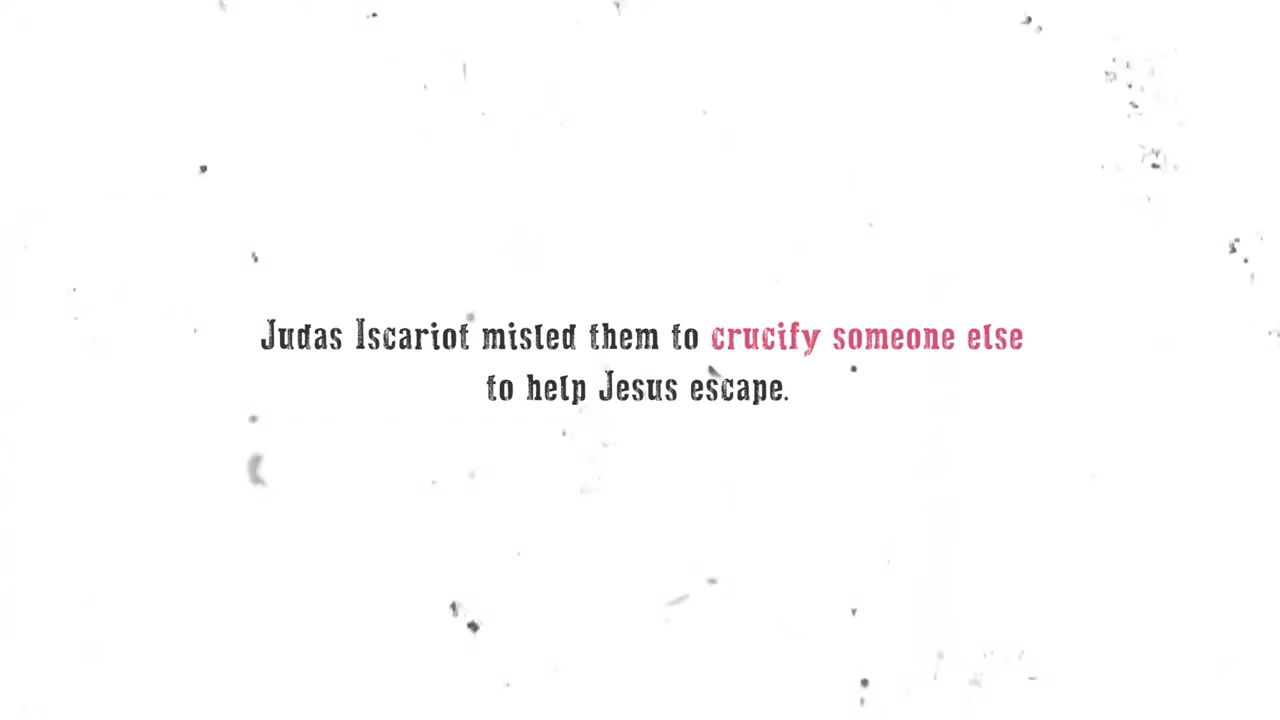 Judas Iscariot misled them to crucify someone else
to help Jesus escape.